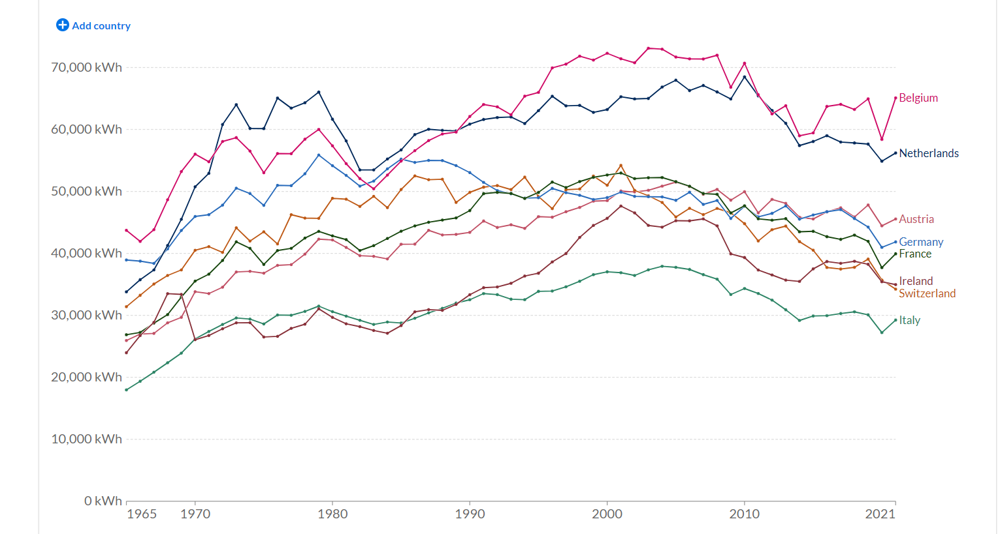 Add country
70,000 kWh
60,000 kWh
50,000 kWh
40,000 kWh
30,000 kWh
20,000 kWh
10,000 kWh
0 kWh
1965 1970 1980 1990 2000 2010 2021
Belgium
Netherlands
Austria
Germany
France
Ireland
Switzerland
Italy